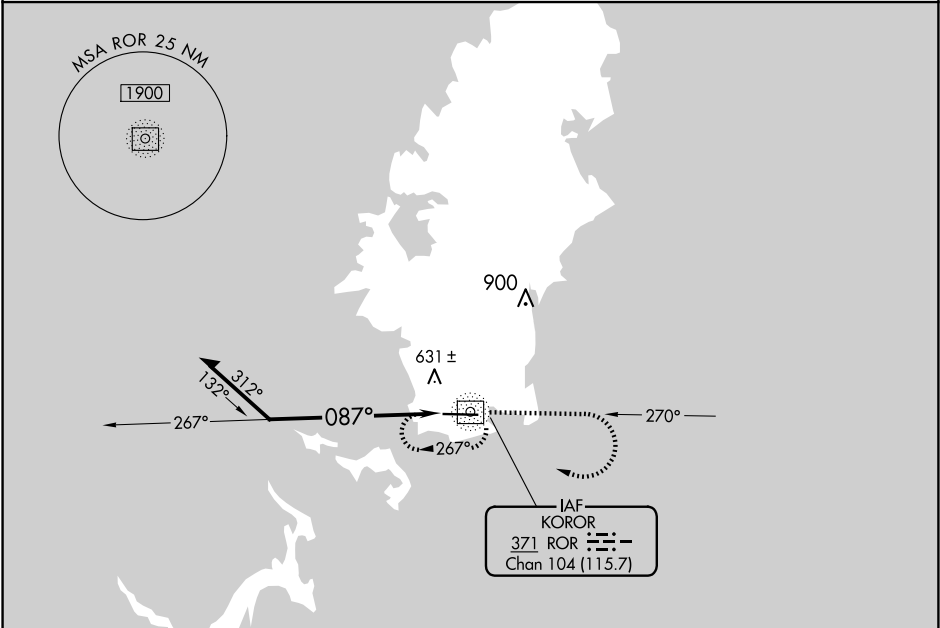 MSA ROR 25 NM
1900
900
631 ±
312°
132°
267°
087°
267°
270°
IAF
KOROR
371 ROR
Chan 104 (115.7)